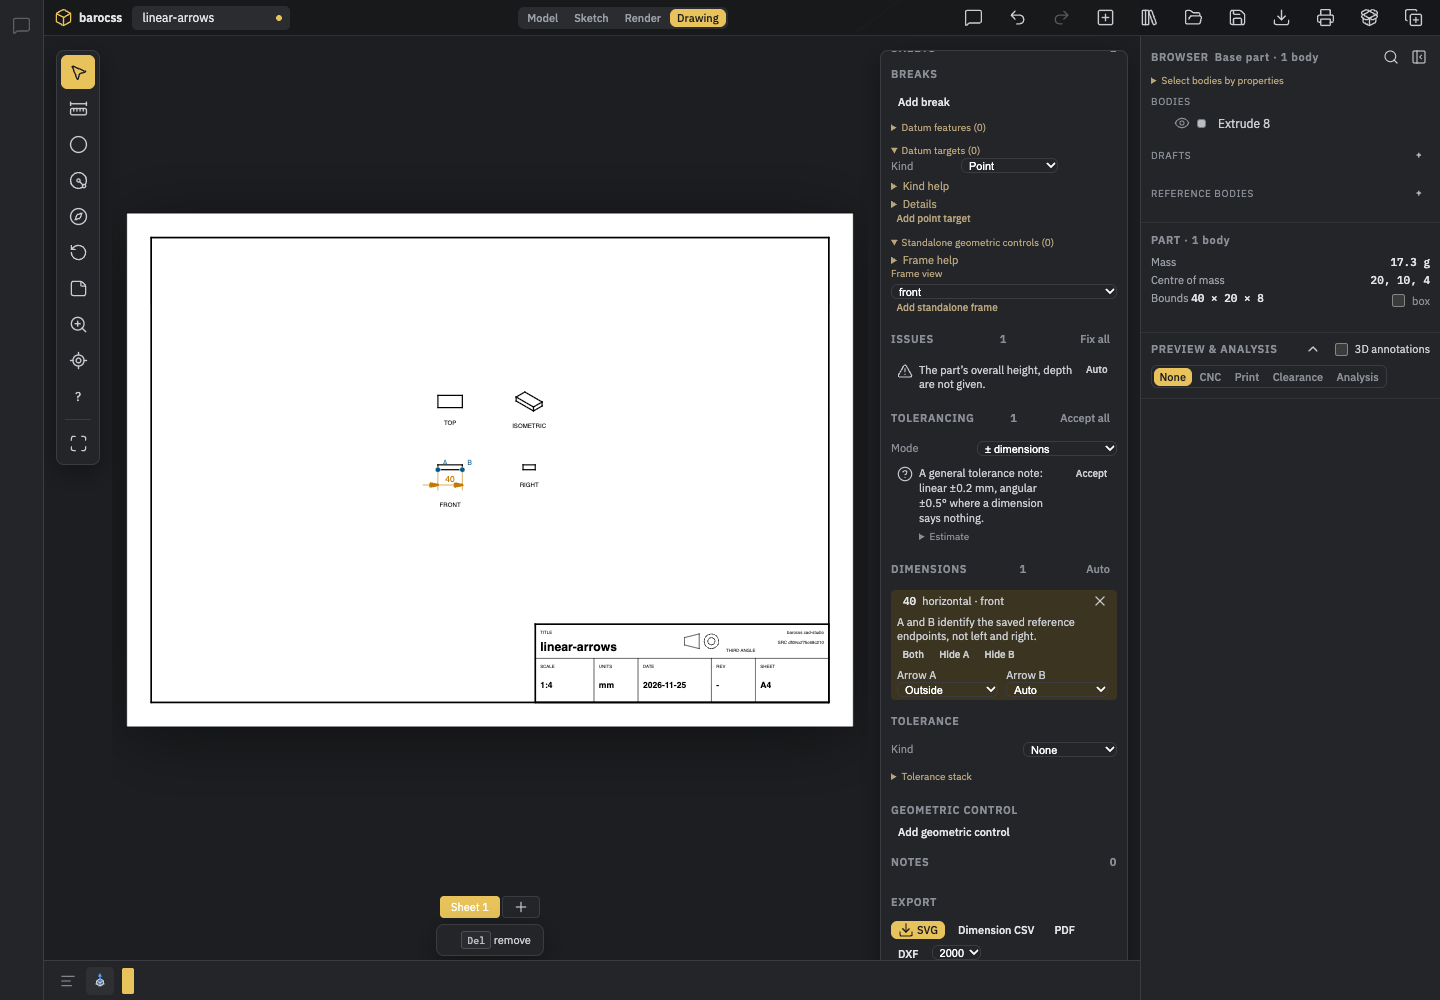 barocss
linear-arrows
Model
Sketch
Render
Drawing
BREAKS
Add break
Datum features (0)
Datum targets (0)
Kind
Point
Kind help
Details
Add point target
Standalone geometric controls (0)
Frame help
Frame view
front
Add standalone frame
ISSUES
1
Fix all
The part's overall height, depth
are not given.
Auto
TOLERANCING
1
Accept all
Mode
± dimensions
A general tolerance note:
linear ±0.2 mm, angular
±0.5° where a dimension
says nothing.
Accept
Estimate
DIMENSIONS
1
Auto
40 horizontal · front
A and B identify the saved reference
endpoints, not left and right.
Both
Hide A
Hide B
Arrow A
Arrow B
Outside
Auto
TOLERANCE
Kind
None
Tolerance stack
GEOMETRIC CONTROL
Add geometric control
NOTES
0
EXPORT
SVG
Dimension CSV
PDF
DXF
2000
BROWSER Base part · 1 body
Select bodies by properties
BODIES
Extrude 8
DRAFTS
+
REFERENCE BODIES
+
PART · 1 body
Mass
17.3 g
Centre of mass
20, 10, 4
Bounds 40 × 20 × 8
box
PREVIEW & ANALYSIS
3D annotations
None
CNC
Print
Clearance
Analysis
?
TOP
ISOMETRIC
A
B
40
FRONT
RIGHT
TITLE
linear-arrows
THIRD ANGLE
barocss cad-studio
SCALE
UNITS
DATE
REV
SHEET
1:4
mm
2026-11-25
-
A4
Sheet 1
+
Del remove